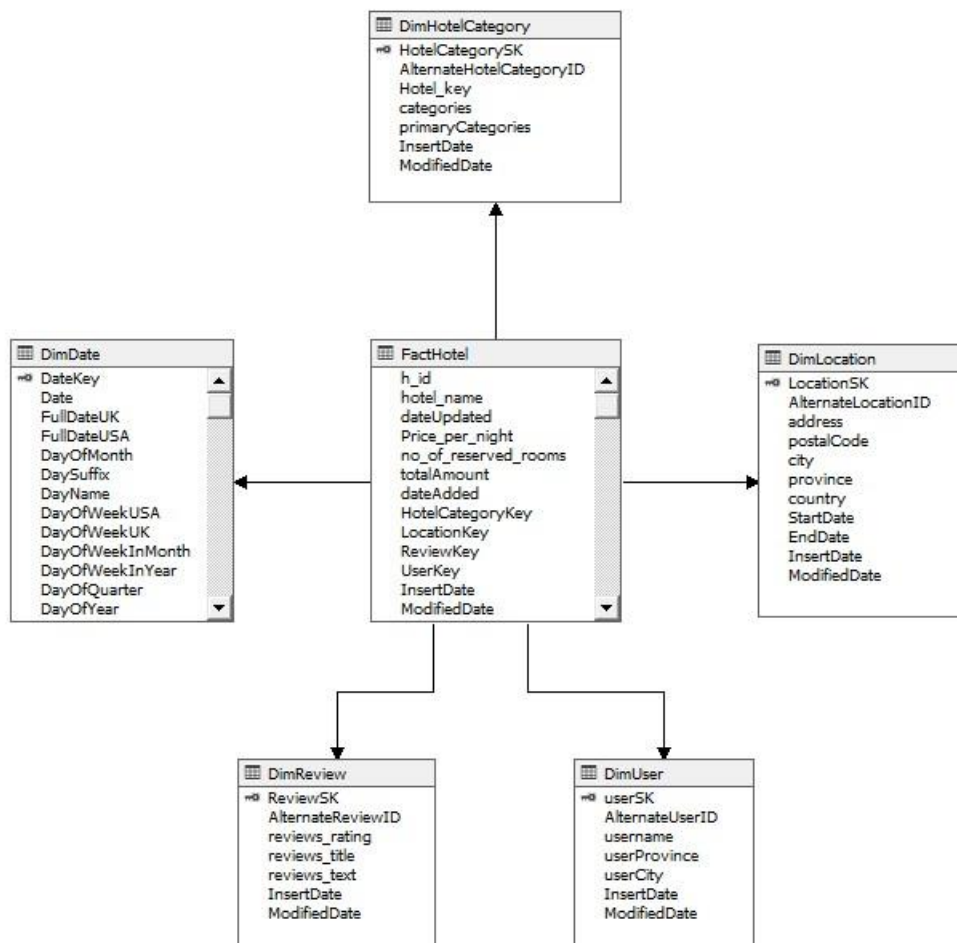 DimHotelCategory
HotelCategorySK
AlternateHotelCategoryID
Hotel_key
categories
primaryCategories
InsertDate
ModifiedDate
DimDate
DateKey
Date
FullDateUK
FullDateUSA
DayOfMonth
DaySuffix
DayName
DayOfWeekUSA
DayOfWeekUK
DayOfWeekInMonth
DayOfWeekInYear
DayOfQuarter
DayOfYear
FactHotel
h_id
hotel_name
dateUpdated
Price_per_night
no_of_reserved_rooms
totalAmount
dateAdded
HotelCategoryKey
LocationKey
ReviewKey
UserKey
InsertDate
ModifiedDate
DimLocation
LocationSK
AlternateLocationID
address
postalCode
city
province
country
StartDate
EndDate
InsertDate
ModifiedDate
DimReview
ReviewSK
AlternateReviewID
reviews_rating
reviews_title
reviews_text
InsertDate
ModifiedDate
DimUser
userSK
AlternateUserID
username
userProvince
userCity
InsertDate
ModifiedDate